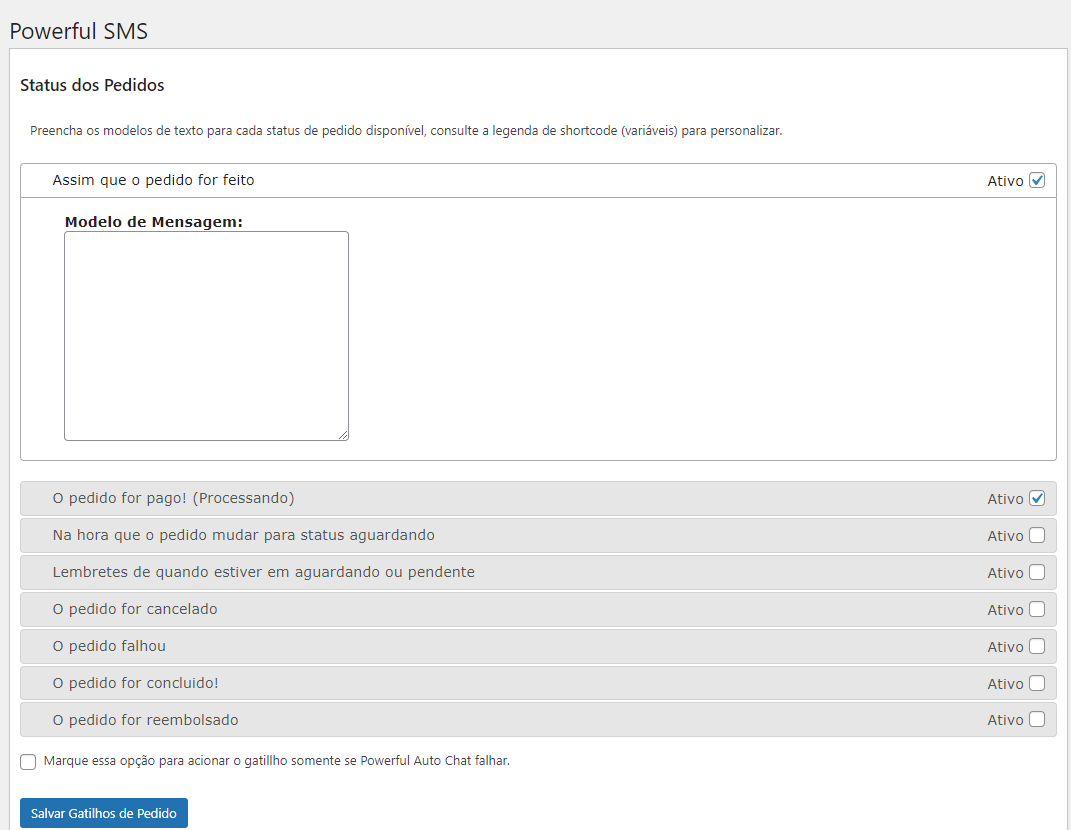 Powerful SMS
Status dos Pedidos
Preencha os modelos de texto para cada status de pedido disponível, consulte a legenda de shortcode (variáveis) para personalizar.
Assim que o pedido for feito Ativo
Modelo de Mensagem:
O pedido for pago! (Processando) Ativo
Na hora que o pedido mudar para status aguardando Ativo
Lembretes de quando estiver em aguardando ou pendente Ativo
O pedido for cancelado Ativo
O pedido falhou Ativo
O pedido for concluido! Ativo
O pedido for reembolsado Ativo
Marque essa opção para acionar o gatillho somente se Powerful Auto Chat falhar.
Salvar Gatilhos de Pedido